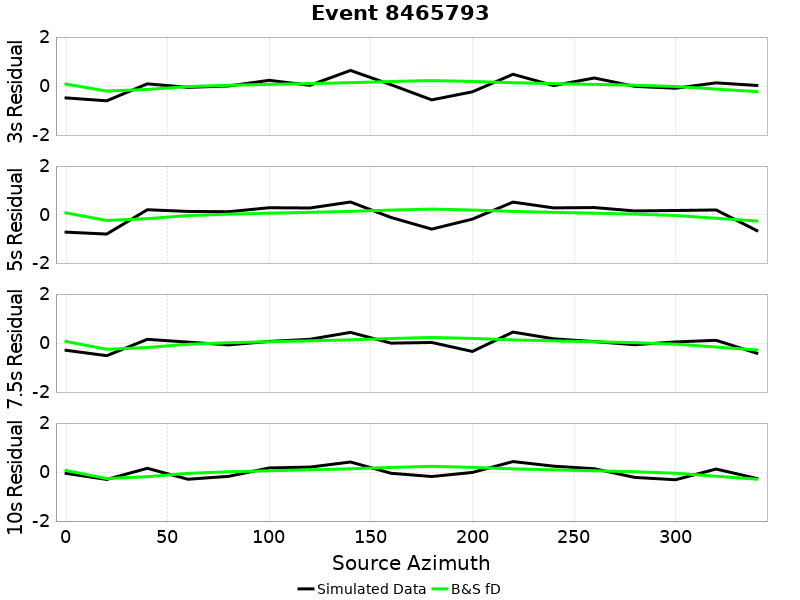 Event 8465793
3s Residual
2
0
-2
5s Residual
2
0
-2
7.5s Residual
2
0
-2
10s Residual
2
0
-2
0 50 100 150 200 250 300
Source Azimuth
Simulated Data B&S fD